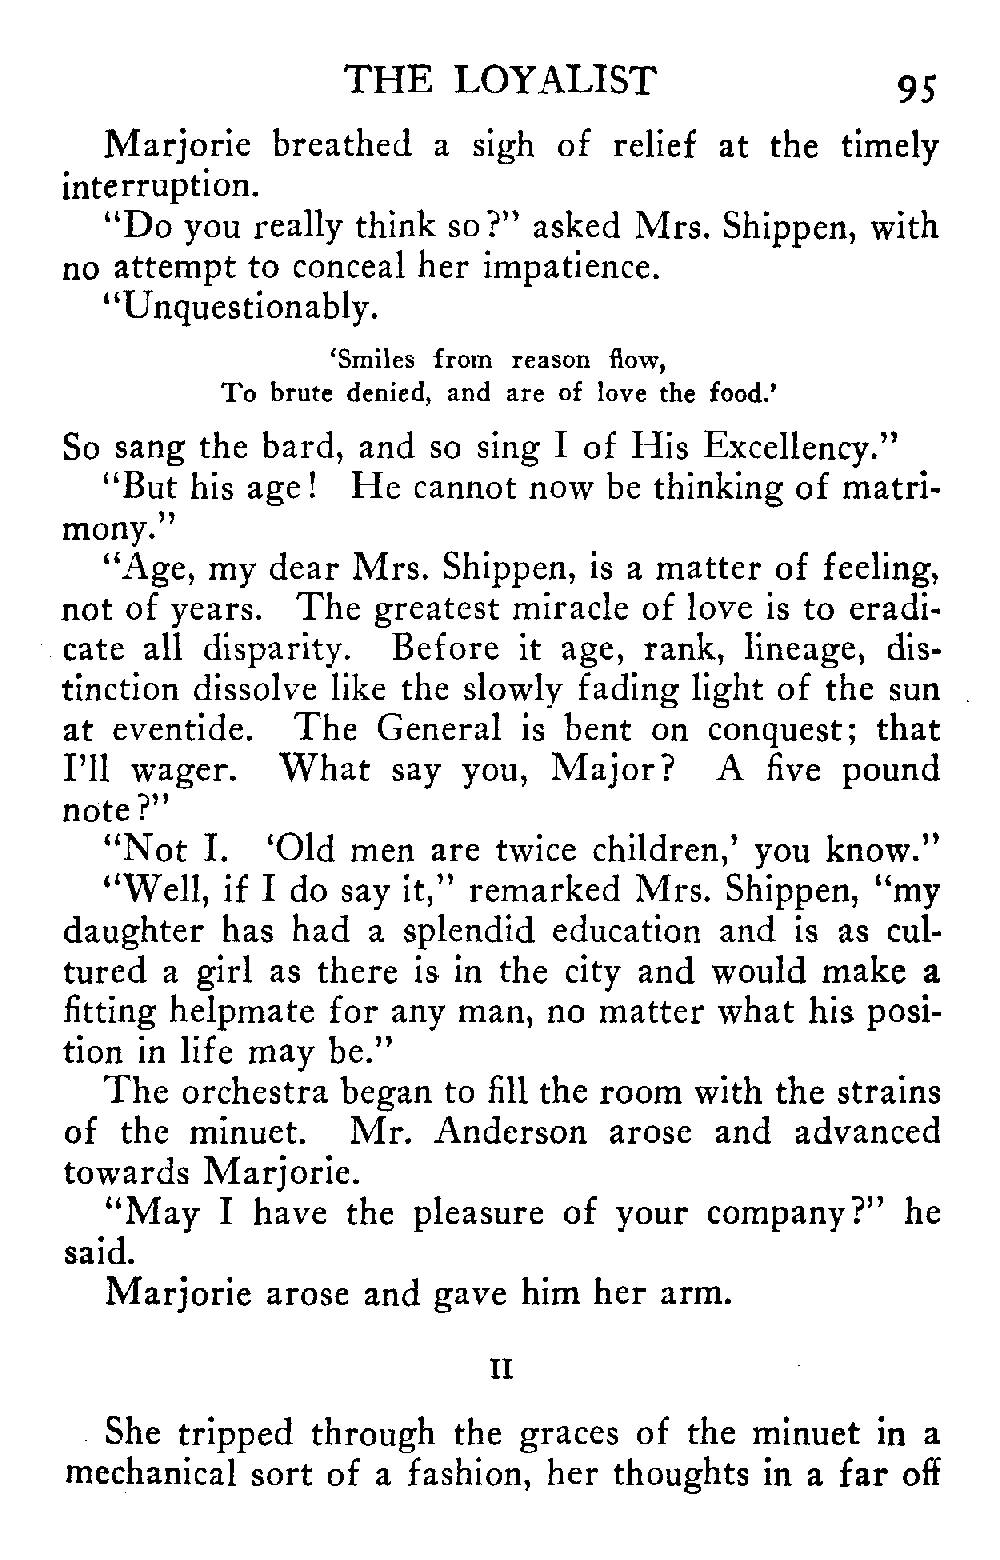 THE LOYALIST 95
Marjorie breathed a sigh of relief at the timely
interruption.
"Do you really think so?" asked Mrs. Shippen, with
no attempt to conceal her impatience.
"Unquestionably.
'Smiles from reason flow,
To brute denied, and are of love the food.'
So sang the bard, and so sing I of His Excellency."
"But his age! He cannot now be thinking of matri-
mony."
"Age, my dear Mrs. Shippen, is a matter of feeling,
not of years. The greatest miracle of love is to eradi-
cate all disparity. Before it age, rank, lineage, dis-
tinction dissolve like the slowly fading light of the sun
at eventide. The General is bent on conquest; that
I'll wager. What say you, Major? A five pound
note?"
"Not I. 'Old men are twice children,' you know."
"Well, if I do say it," remarked Mrs. Shippen, "my
daughter has had a splendid education and is as cul-
tured a girl as there is in the city and would make a
fitting helpmate for any man, no matter what his posi-
tion in life may be."
The orchestra began to fill the room with the strains
of the minuet. Mr. Anderson arose and advanced
towards Marjorie.
"May I have the pleasure of your company?" he
said.
Marjorie arose and gave him her arm.
II
She tripped through the graces of the minuet in a
mechanical sort of a fashion, her thoughts in a far off